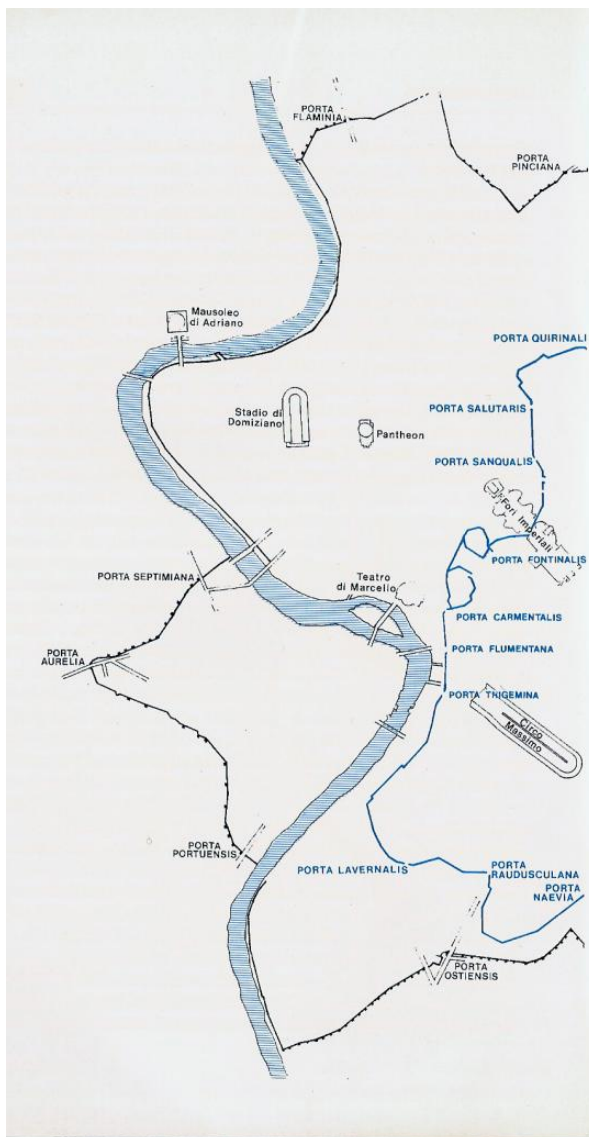 PORTA
FLAMINIA
PORTA
PINCIANA
Mausoleo
di Adriano
PORTA QUIRINALI
Stadio di
Domiziano
PORTA SALUTARIS
Pantheon
PORTA SANQUALIS
Fori Imperiali
PORTA FONTINALIS
PORTA SEPTIMIANA
Teatro
di Marcello
PORTA CARMENTALIS
PORTA
AURELIA
PORTA FLUMENTANA
PORTA TRIGEMINA
Circo
Massimo
PORTA
PORTUENSIS
PORTA LAVERNALIS
PORTA
RAUDUSCULANA
PORTA
NAEVIA
PORTA
OSTIENSIS